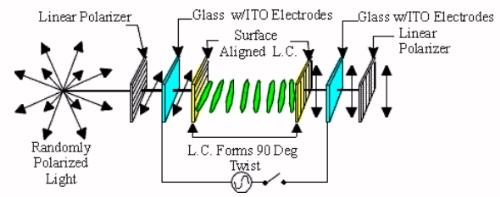 Linear Polarizer
Glass w/ITO Electrodes
Surface
Aligned L.C.
Glass w/ITO Electrodes
Linear
Polarizer
Randomly
Polarized
Light
L.C. Forms 90 Deg
Twist